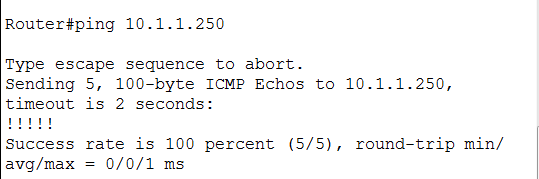 Router#ping 10.1.1.250
Type escape sequence to abort.
Sending 5, 100-byte ICMP Echos to 10.1.1.250,
timeout is 2 seconds:
!!!!!
Success rate is 100 percent (5/5), round-trip min/
avg/max = 0/0/1 ms